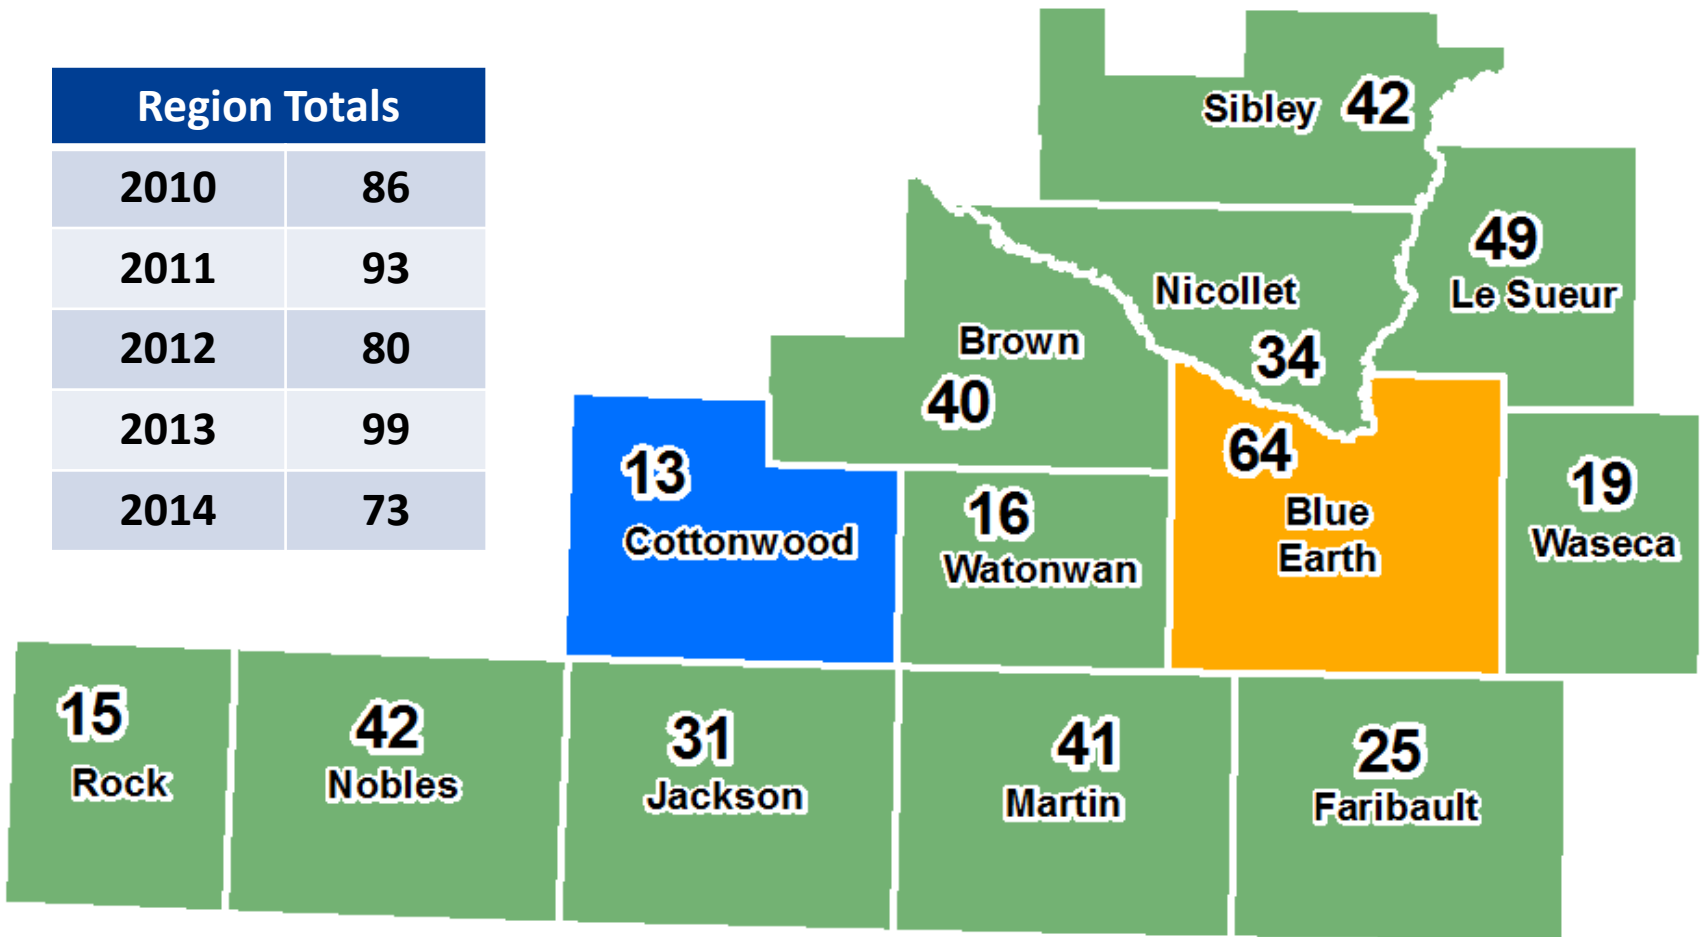 Region Totals
2010 86
2011 93
2012 80
2013 99
2014 73
Sibley 42
49
Le Sueur
Nicollet
34
Brown
40
64
Blue
Earth
13
Cottonwood
16
Watonwan
19
Waseca
15
Rock
42
Nobles
31
Jackson
41
Martin
25
Faribault